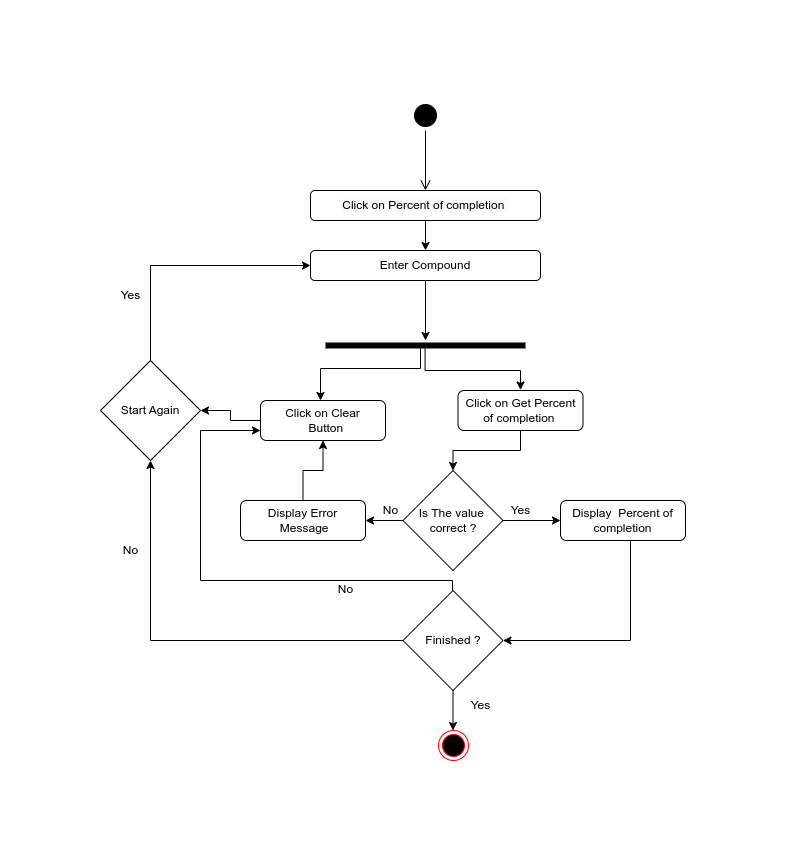 Click on Percent of completion
Enter Compound
Yes
Start Again
Click on Clear
Button
Click on Get Percent
of completion
Display Error
Message
No
Is The value
correct ?
Yes
Display  Percent of
completion
No
No
Finished ?
Yes